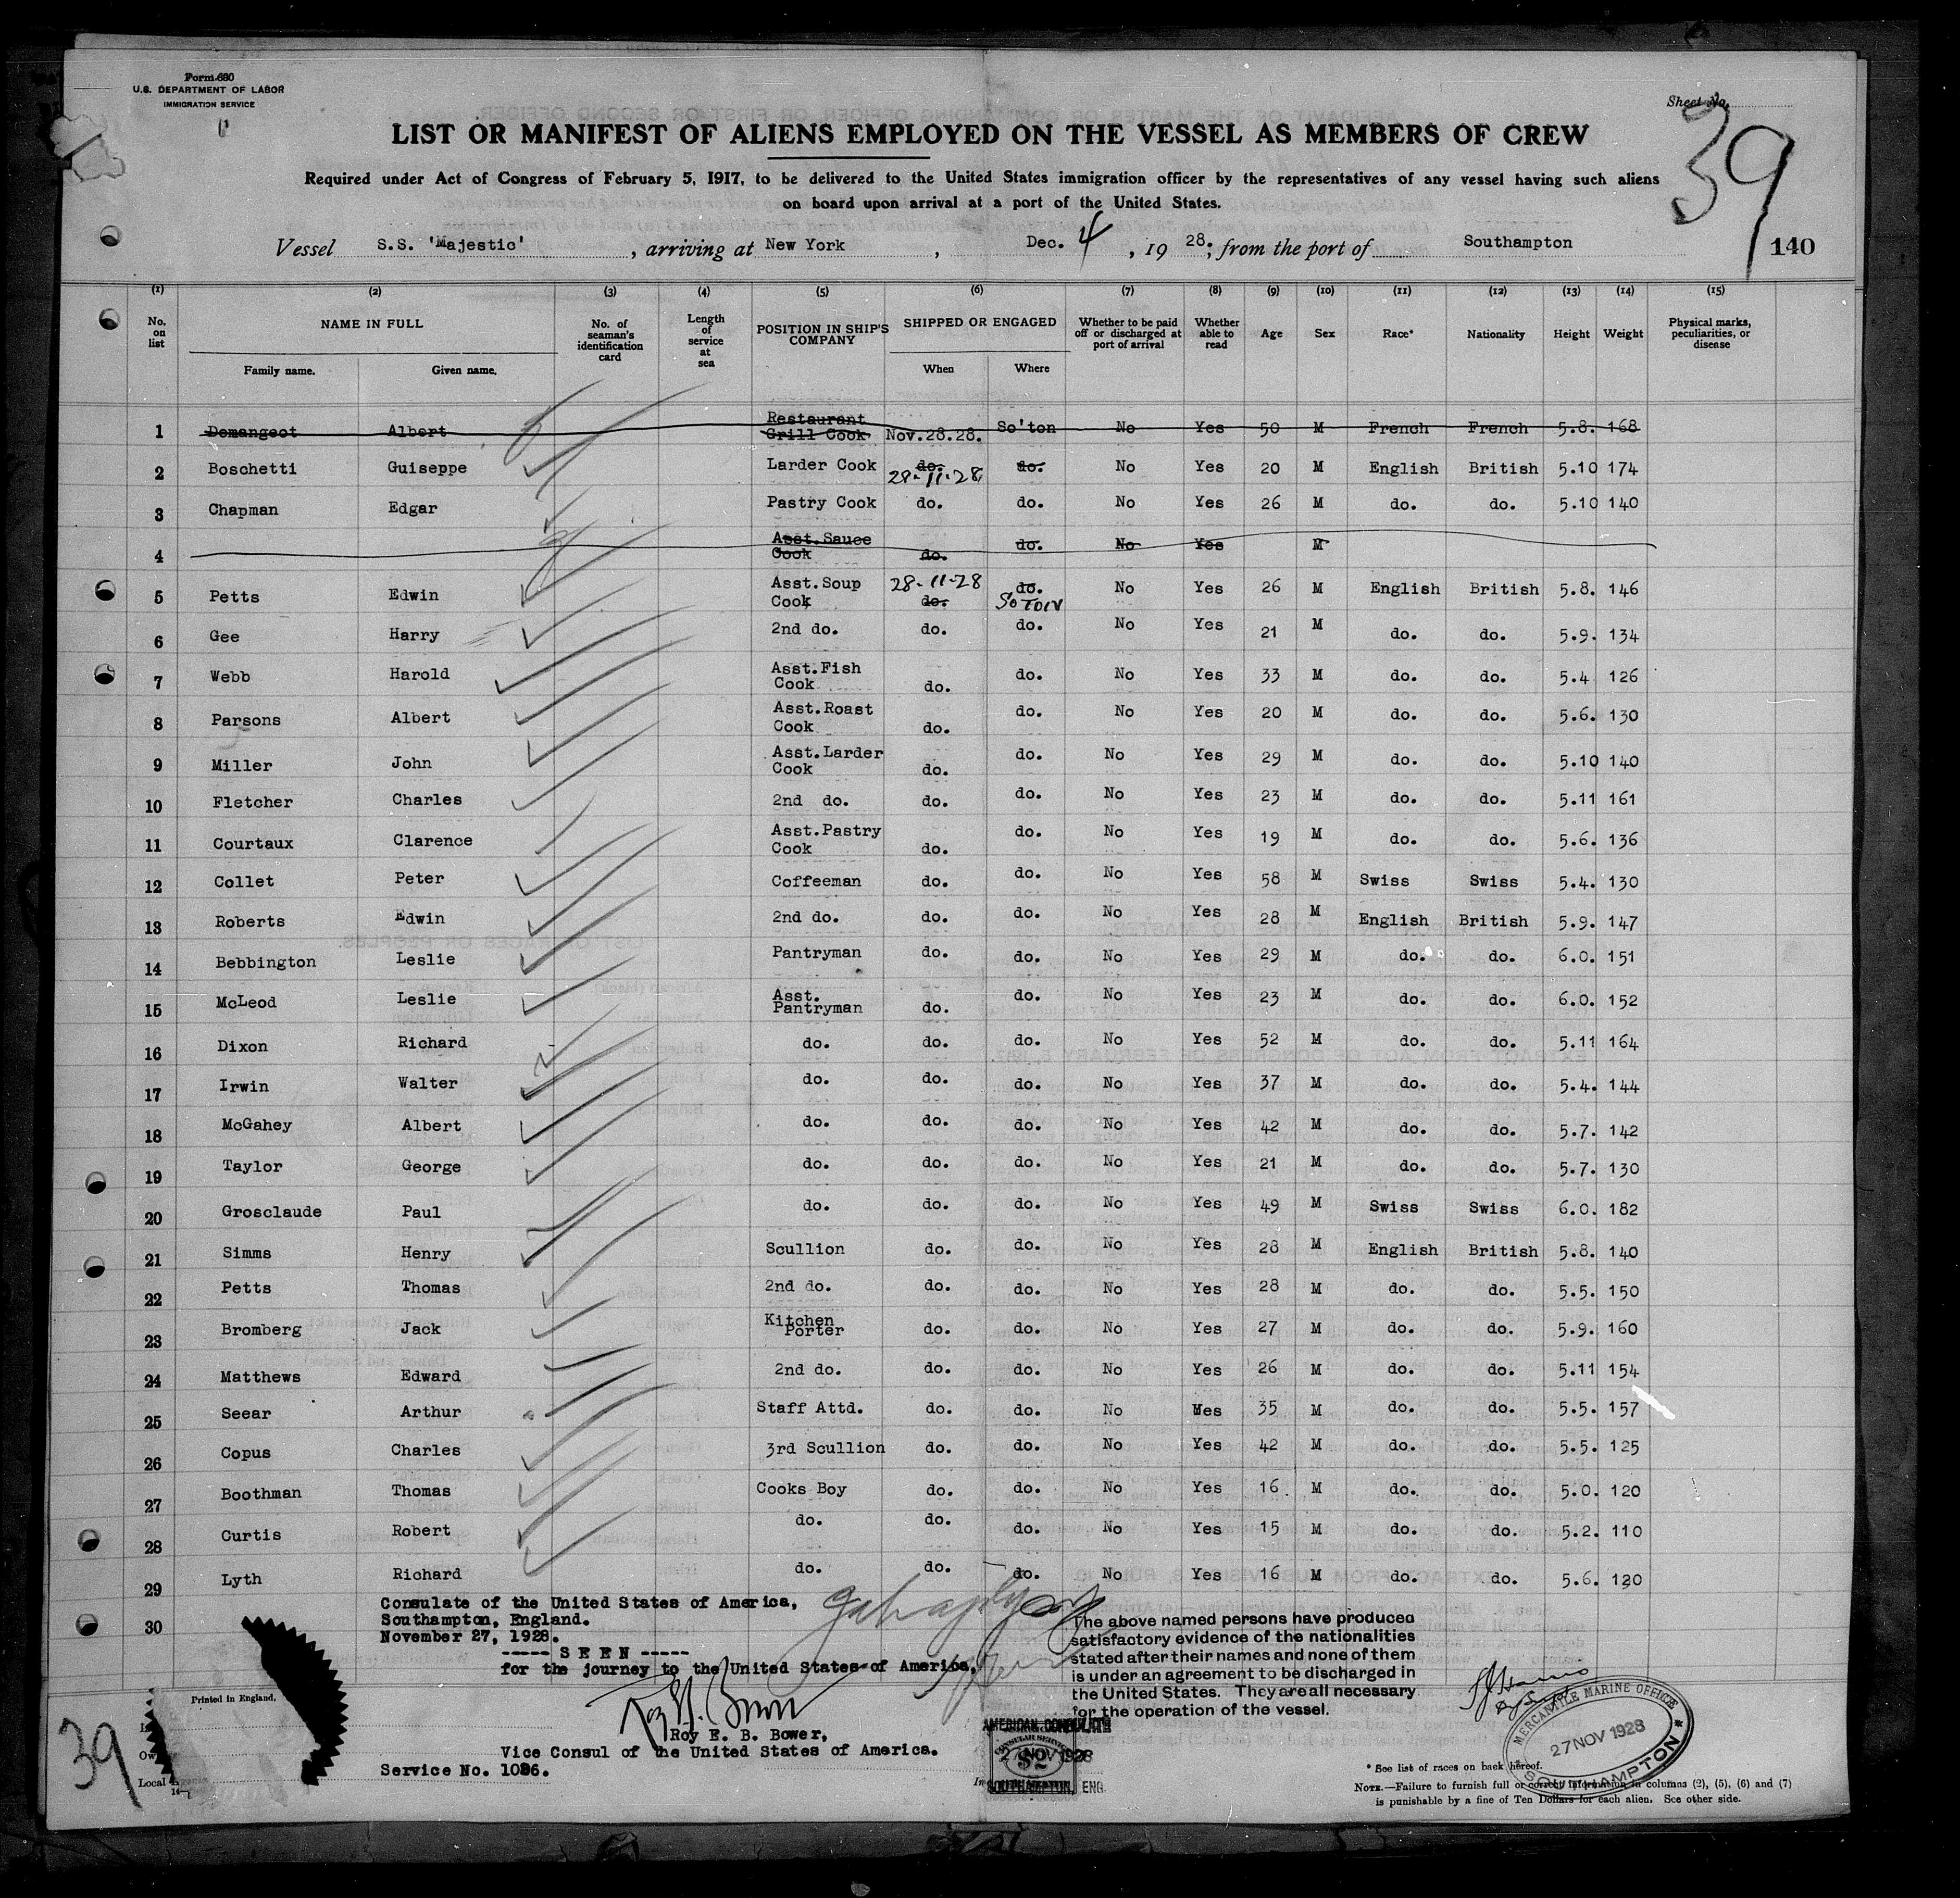 Form 680
U.S. DEPARTMENT OF LABOR
IMMIGRATION SERVICE
Sheet No.
39
LIST OR MANIFEST OF ALIENS EMPLOYED ON THE VESSEL AS MEMBERS OF CREW
Required under Act of Congress of February 5, 1917, to be delivered to the United States immigration officer by the representatives of any vessel having such aliens
on board upon arrival at a port of the United States.
Vessel S.S. 'Majestic', arriving at New York, Dec. 4, 19 28; from the port of Southampton
140
(1) (2) (3) (4) (5) (6) (7) (8) (9) (10) (11) (12) (13) (14) (15)
No. on list NAME IN FULL Family name. Given name. No. of seaman's identification card Length of service at sea POSITION IN SHIP'S COMPANY SHIPPED OR ENGAGED When Where Whether to be paid off or discharged at port of arrival Whether able to read Age Sex Race* Nationality Height Weight Physical marks, peculiarities, or disease
1 Demangeot Albert Restaurant Grill Cook Nov.28.28. So'ton No Yes 50 M French French 5.8. 168
2 Boschetti Guiseppe Larder Cook do. 28-11-28 do. No Yes 20 M English British 5.10 174
3 Chapman Edgar Pastry Cook do. do. No Yes 26 M do. do. 5.10 140
4 Asst.Sauce Cook do. do. No Yes M
5 Petts Edwin Asst.Soup Cook 28-11-28 do. do. SoTON No Yes 26 M English British 5.8. 146
6 Gee Harry 2nd do. do. do. No Yes 21 M do. do. 5.9. 134
7 Webb Harold Asst.Fish Cook do. do. No Yes 33 M do. do. 5.4 126
8 Parsons Albert Asst.Roast Cook do. do. No Yes 20 M do. do. 5.6. 130
9 Miller John Asst.Larder Cook do. do. No Yes 29 M do. do. 5.10 140
10 Fletcher Charles 2nd do. do. do. No Yes 23 M do. do. 5.11 161
11 Courtaux Clarence Asst.Pastry Cook do. do. No Yes 19 M do. do. 5.6. 136
12 Collet Peter Coffeeman do. do. No Yes 58 M Swiss Swiss 5.4. 130
13 Roberts Edwin 2nd do. do. do. No Yes 28 M English British 5.9. 147
14 Bebbington Leslie Pantryman do. do. No Yes 29 M do. do. 6.0. 151
15 McLeod Leslie Asst. Pantryman do. do. No Yes 23 M do. do. 6.0. 152
16 Dixon Richard do. do. do. No Yes 52 M do. do. 5.11 164
17 Irwin Walter do. do. do. No Yes 37 M do. do. 5.4. 144
18 McGahey Albert do. do. do. No Yes 42 M do. do. 5.7. 142
19 Taylor George do. do. do. No Yes 21 M do. do. 5.7. 130
20 Grosclaude Paul do. do. do. No Yes 49 M Swiss Swiss 6.0. 182
21 Simms Henry Scullion do. do. No Yes 28 M English British 5.8. 140
22 Petts Thomas 2nd do. do. do. No Yes 28 M do. do. 5.5. 150
23 Bromberg Jack Kitchen Porter do. do. No Yes 27 M do. do. 5.9. 160
24 Matthews Edward 2nd do. do. do. No Yes 26 M do. do. 5.11 154
25 Seear Arthur Staff Attd. do. do. No Yes 35 M do. do. 5.5. 157
26 Copus Charles 3rd Scullion do. do. No Yes 42 M do. do. 5.5. 125
27 Boothman Thomas Cooks Boy do. do. No Yes 16 M do. do. 5.0. 120
28 Curtis Robert do. do. do. No Yes 15 M do. do. 5.2. 110
29 Lyth Richard do. do. do. No Yes 16 M do. do. 5.6. 120
30
Consulate of the United States of America,
Southampton, England.
November 27, 1928.
----- S E E N -----
for the journey to the United States of America,
Roy E. B. Bower,
Vice Consul of the United States of America.
Service No. 1086.
The above named persons have produced
satisfactory evidence of the nationalities
stated after their names and none of them
is under an agreement to be discharged in
the United States. They are all necessary
for the operation of the vessel.
Printed in England.
Local
39
AMERICAN CONSULATE
CONSULAR SERVICE
$2
27 NOV 1928
SOUTHAMPTON, ENG.
MERCANTILE MARINE OFFICE
27 NOV 1928
SOUTHAMPTON
* See list of races on back hereof.
NOTE.—Failure to furnish full or correct information in columns (2), (5), (6) and (7)
is punishable by a fine of Ten Dollars for each alien. See other side.